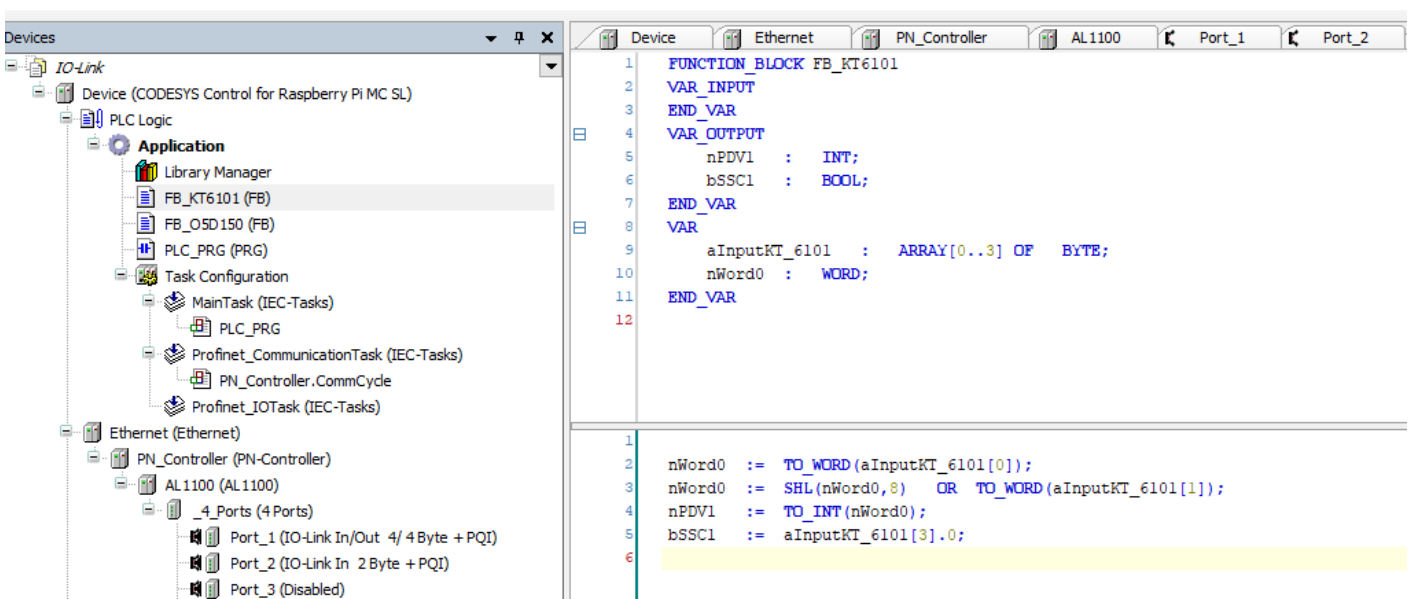 Devices
IO-Link
Device (CODESYS Control for Raspberry Pi MC SL)
PLC Logic
Application
Library Manager
FB_KT6101 (FB)
FB_O5D150 (FB)
PLC_PRG (PRG)
Task Configuration
MainTask (IEC-Tasks)
PLC_PRG
Profinet_CommunicationTask (IEC-Tasks)
PN_Controller.CommCycle
Profinet_IOTask (IEC-Tasks)
Ethernet (Ethernet)
PN_Controller (PN-Controller)
AL1100 (AL1100)
_4_Ports (4 Ports)
Port_1 (IO-Link In/Out 4/ 4 Byte + PQI)
Port_2 (IO-Link In 2 Byte + PQI)
Port_3 (Disabled)
Device Ethernet PN_Controller AL1100 Port_1 Port_2
1 FUNCTION_BLOCK FB_KT6101
2 VAR_INPUT
3 END_VAR
4 VAR_OUTPUT
5 nPDV1 : INT;
6 bSSC1 : BOOL;
7 END_VAR
8 VAR
9 aInputKT_6101 : ARRAY[0..3] OF BYTE;
10 nWord0 : WORD;
11 END_VAR
12
1
2 nWord0 := TO_WORD(aInputKT_6101[0]);
3 nWord0 := SHL(nWord0,8) OR TO_WORD(aInputKT_6101[1]);
4 nPDV1 := TO_INT(nWord0);
5 bSSC1 := aInputKT_6101[3].0;
6